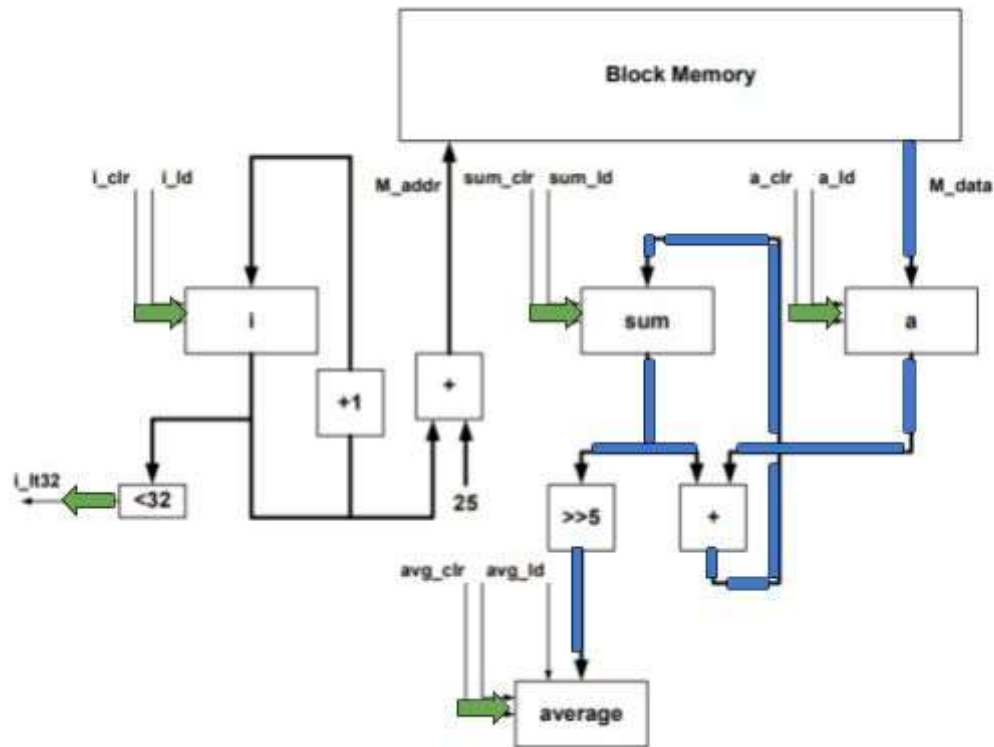 Block Memory
i_clr
i_ld
M_addr
sum_clr
sum_ld
a_clr
a_ld
M_data
i
sum
a
+1
+
i_lt32
<32
25
>>5
+
avg_clr
avg_ld
average